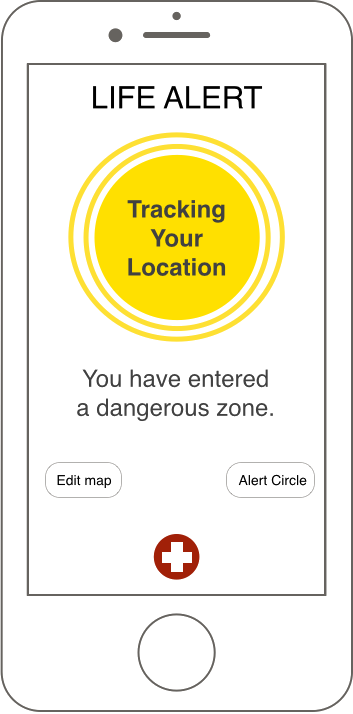 LIFE ALERT
Tracking
Your
Location
You have entered
a dangerous zone.
Edit map
Alert Circle